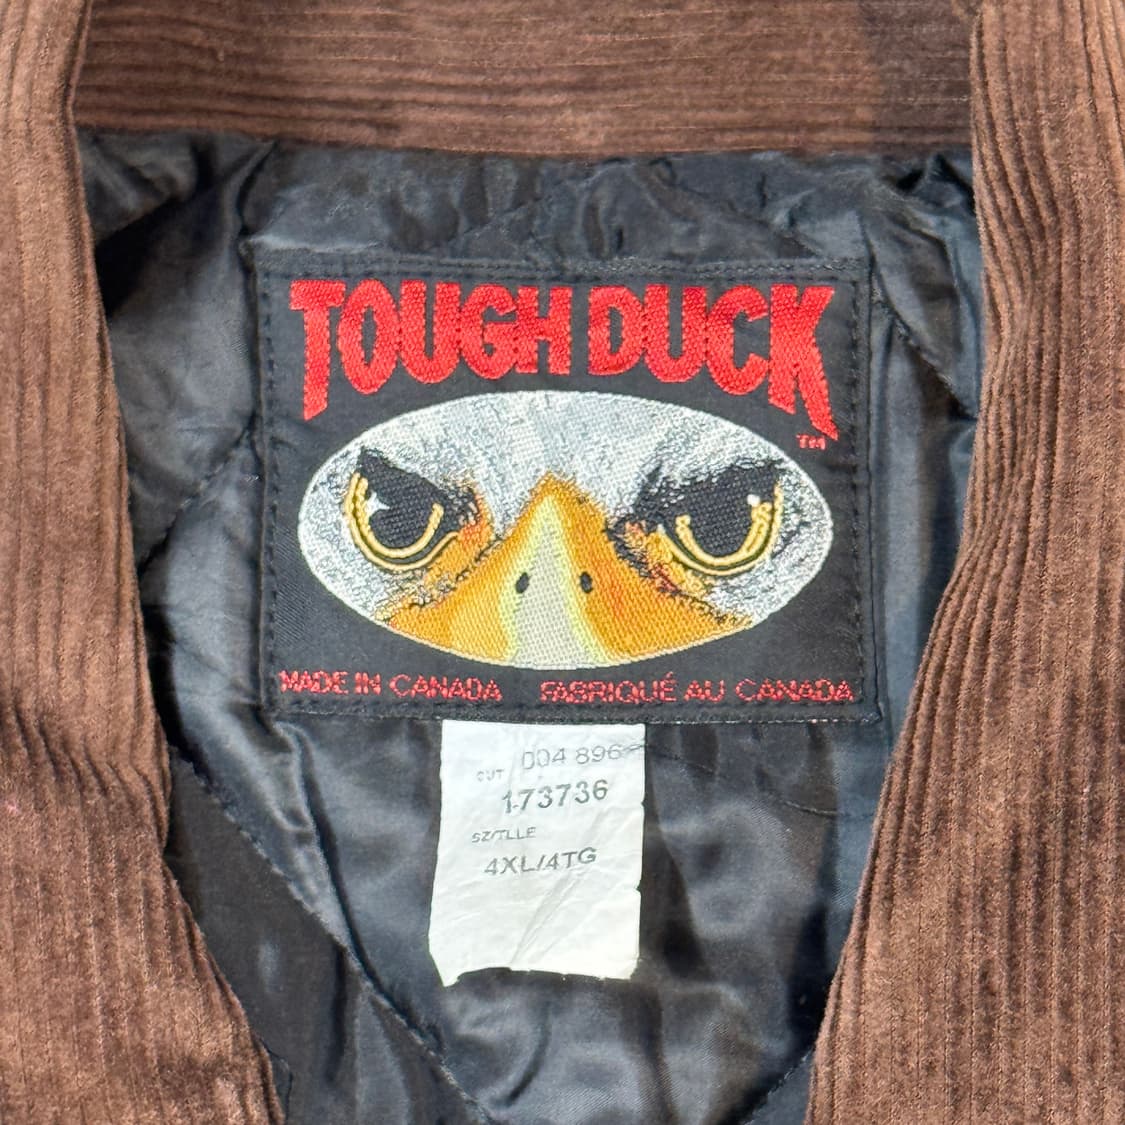 TOUGH DUCK
TM
MADE IN CANADA FABRIQUÉ AU CANADA
CUT 004 896
173736
SZ/TLLE
4XL/4TG